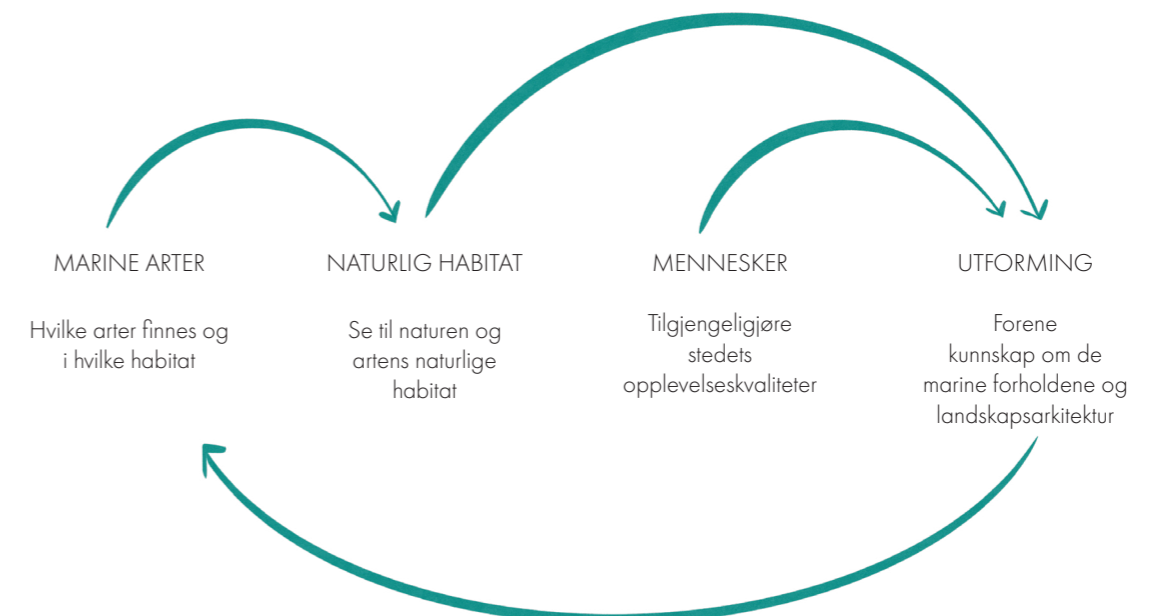 MARINE ARTER
Hvilke arter finnes og
i hvilke habitat
NATURLIG HABITAT
Se til naturen og
artens naturlige
habitat
MENNESKER
Tilgjengeligjøre
stedets
opplevelseskvaliteter
UTFORMING
Forene
kunnskap om de
marine forholdene og
landskapsarkitektur